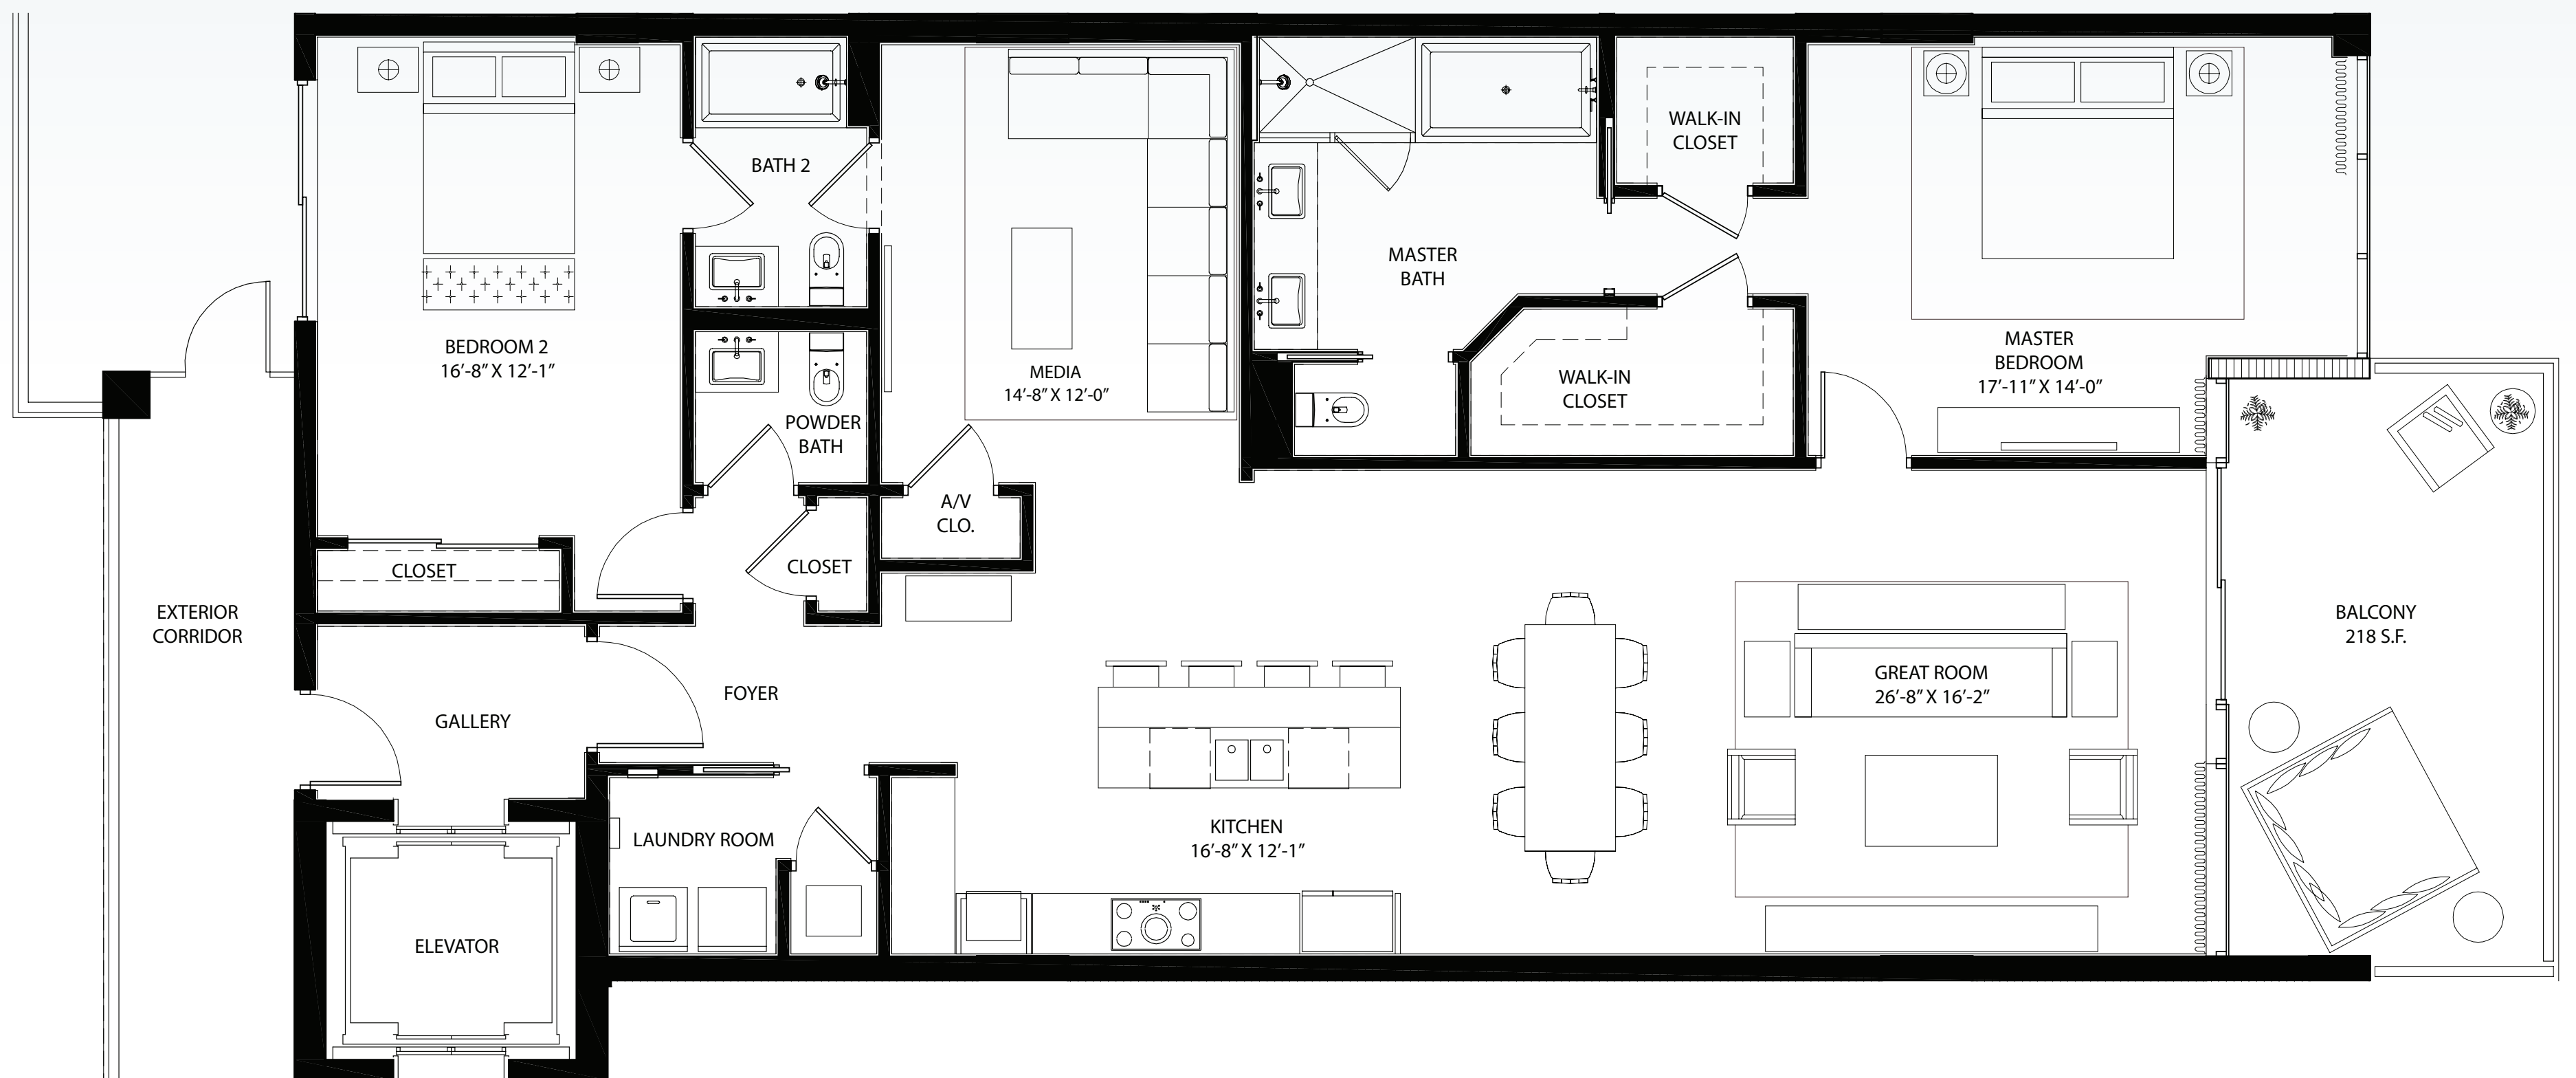 BATH 2
WALK-IN
CLOSET
MASTER
BATH
BEDROOM 2
16'-8” X 12'-1”
MEDIA
14'-8” X 12'-0”
POWDER
BATH
WALK-IN
CLOSET
MASTER
BEDROOM
17'-11” X 14'-0”
A/V
CLO.
CLOSET
CLOSET
EXTERIOR
CORRIDOR
BALCONY
218 S.F.
GALLERY
FOYER
GREAT ROOM
26'-8” X 16'-2”
LAUNDRY ROOM
KITCHEN
16'-8” X 12'-1”
ELEVATOR